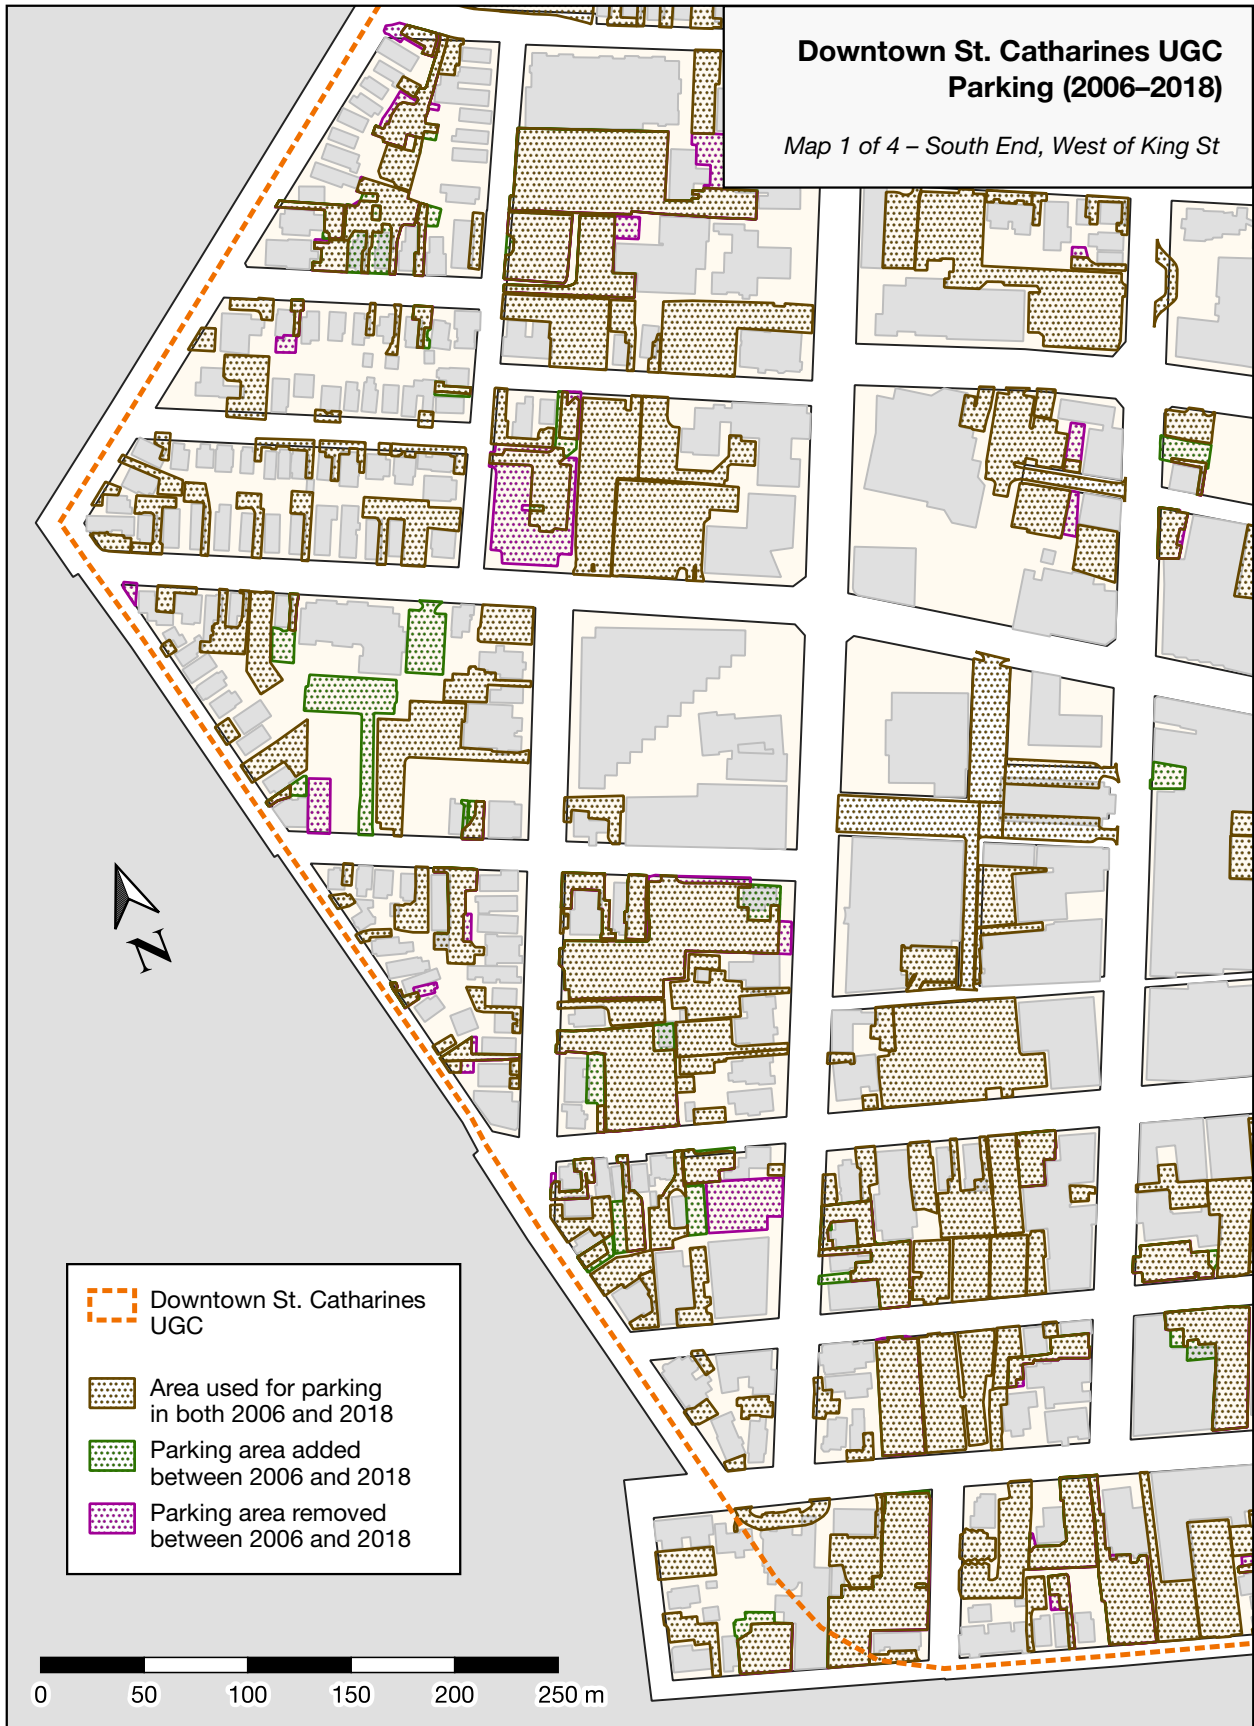 Downtown St. Catharines UGC
Parking (2006–2018)
Map 1 of 4 – South End, West of King St
N
Downtown St. Catharines
UGC
Area used for parking
in both 2006 and 2018
Parking area added
between 2006 and 2018
Parking area removed
between 2006 and 2018
0 50 100 150 200 250 m